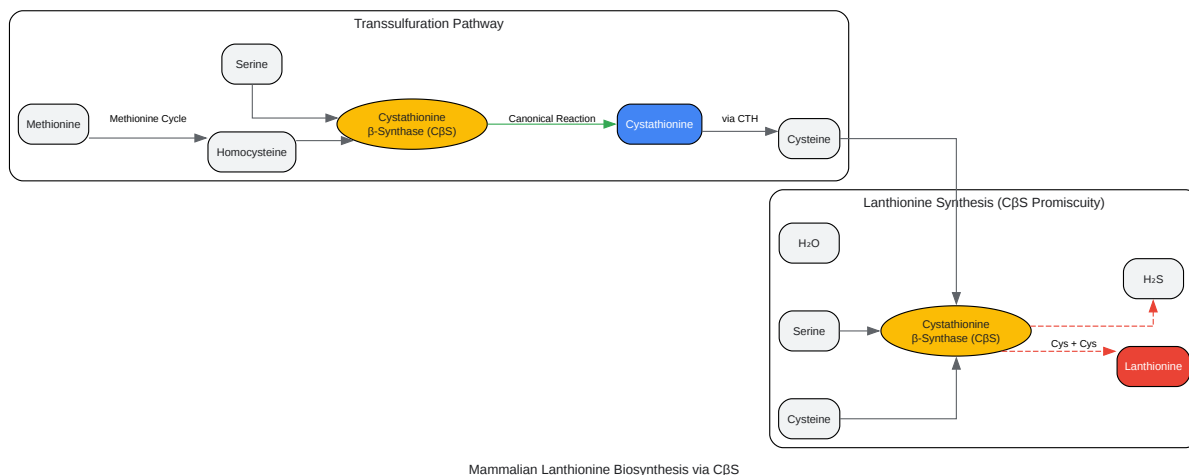 Transsulfuration Pathway
Serine
Methionine
Methionine Cycle
Homocysteine
Cystathionine
β-Synthase (CβS)
Canonical Reaction
Cystathionine
via CTH
Cysteine
Lanthionine Synthesis (CβS Promiscuity)
H₂O
H₂S
Serine
Cystathionine
β-Synthase (CβS)
Cys + Cys
Lanthionine
Cysteine
Mammalian Lanthionine Biosynthesis via CβS